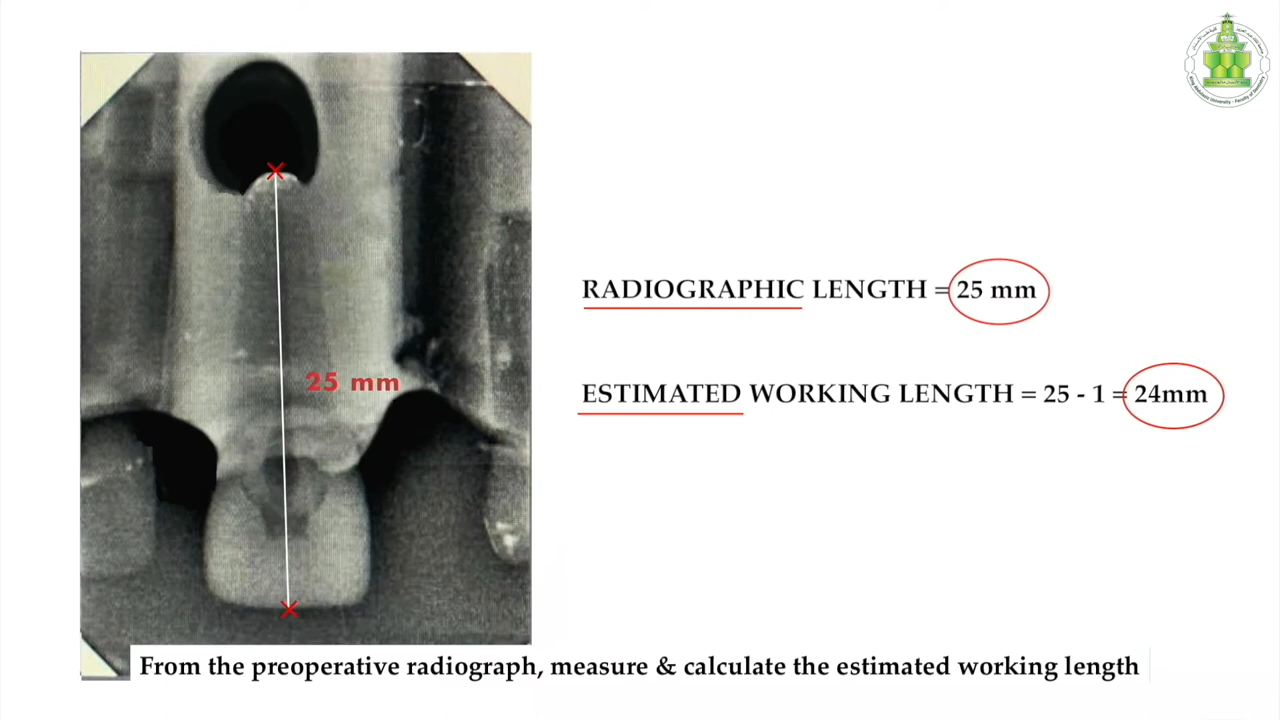 25 mm
RADIOGRAPHIC LENGTH = 25 mm
ESTIMATED WORKING LENGTH = 25 - 1 = 24mm
From the preoperative radiograph, measure & calculate the estimated working length